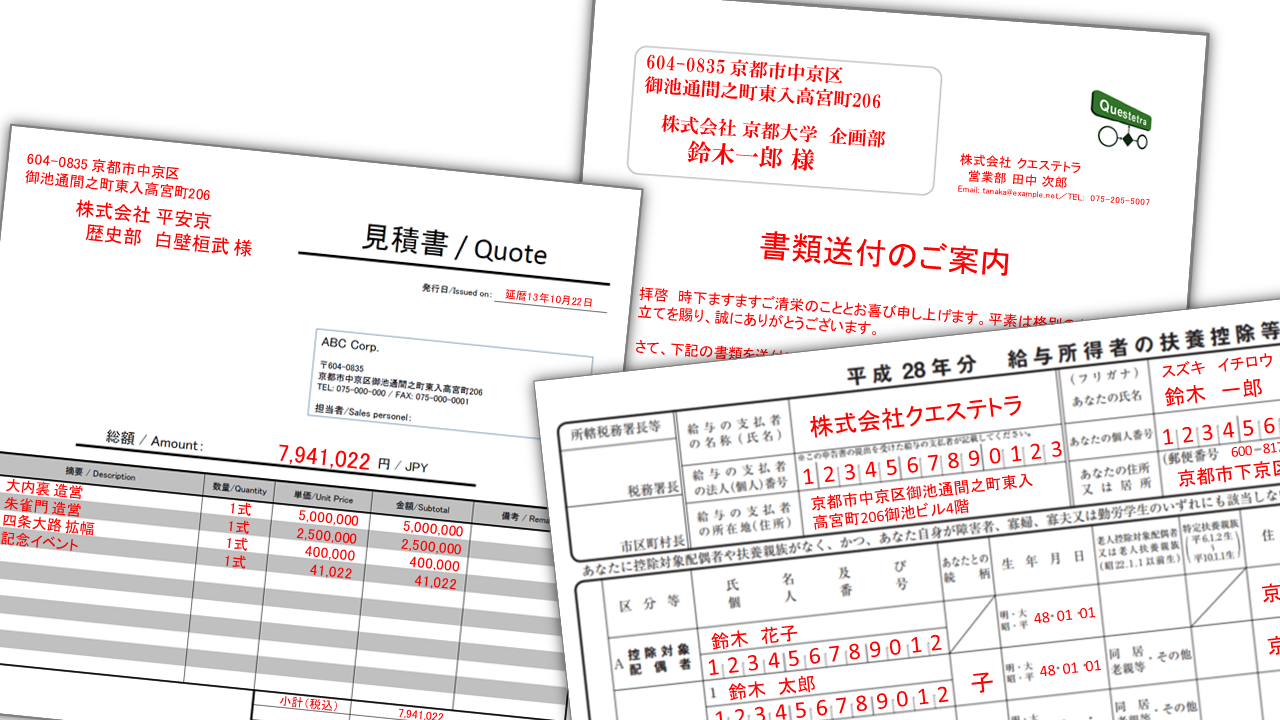 604-0835 京都市中京区
御池通間之町東入高宮町206
株式会社 平安京
歴史部 白壁桓武 様
見積書 / Quote
発行日/Issued on: 延暦13年10月22日
ABC Corp.
〒604-0835
京都市中京区御池通間之町東入高宮町206
TEL: 075-000-000 / FAX: 075-000-0001
担当者/Sales personel:
総額 / Amount: 7,941,022 円 / JPY
摘要 / Description 数量/Quantity 単価/Unit Price 金額/Subtotal 備考 /
大内裏 造営 1式 5,000,000 5,000,000
朱雀門 造営 1式 2,500,000 2,500,000
四条大路 拡幅 1式 400,000 400,000
記念イベント 1式 41,022 41,022
小計(税込) 7,941,022
604-0835 京都市中京区
御池通間之町東入高宮町206
株式会社 京都大学 企画部
鈴木一郎 様
Questetra
株式会社 クエステトラ
営業部 田中 次郎
Email: tanaka@example.net/TEL: 075-205-5007
書類送付のご案内
拝啓 時下ますますご清栄のこととお喜び申し上げます。平素は格別の
立てを賜り、誠にありがとうございます。
さて、下記の書類を送付
平成 28 年分 給与所得者の扶養控除等
所轄税務署長等
税務署長
市区町村長
給与の支払者
の名称(氏名)
株式会社クエステトラ
※この申告書の提出を受けた給与の支払者が記載してください。
給与の支払者
の法人(個人)番号
1234567890123
給与の支払者
の所在地(住所)
京都市中京区御池通間之町東入
高宮町206御池ビル4階
(フリガナ) スズキ イチロウ
あなたの氏名 鈴木 一郎
あなたの個人番号 123456
あなたの住所
又は居所
(郵便番号 600-817
京都市下京区
あなたに控除対象配偶者や扶養親族がなく、かつ、あなた自身が障害者、寡婦、寡夫又は勤労学生のいずれにも該当しな
区分等
氏名及び
個人番号
あなたとの
続柄
生年月日
老人控除対象配偶者
又は老人扶養親族
(昭22.1.1以前生)
特定扶養親族
(平6.1.2生
~
平10.1.1生)
住
A 控除対象
配偶者
鈴木 花子
123456789012
明・大
昭・平
48・01・01
1 鈴木 太郎
123456789012
子
明・大
昭・平
48・01・01
同居
老親等・その他
同居
・その他